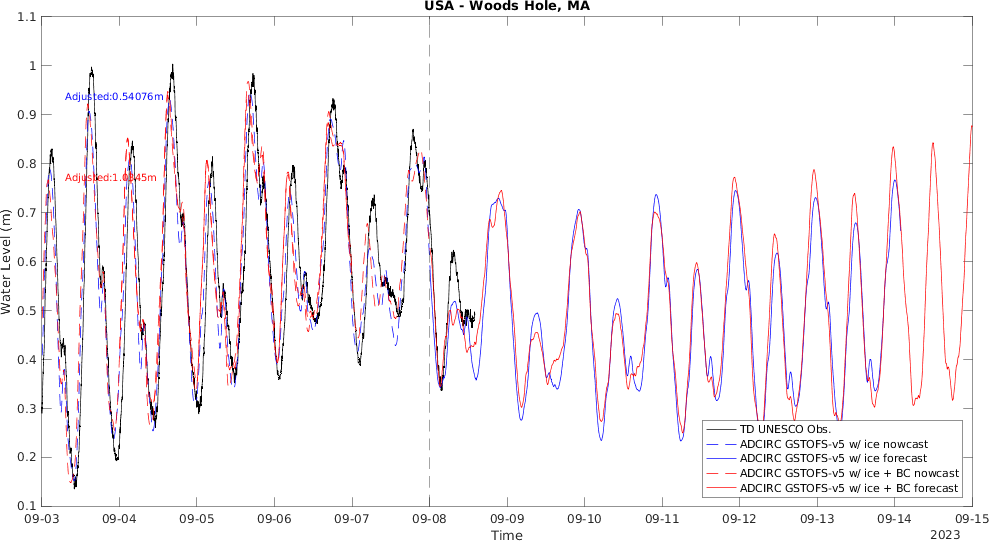 USA - Woods Hole, MA
1.1
1
0.9
0.8
0.7
0.6
0.5
0.4
0.3
0.2
0.1
Water Level (m)
Adjusted:0.54076m
TD UNESCO Obs.
ADCIRC GSTOFS-v5 w/ ice nowcast
ADCIRC GSTOFS-v5 w/ ice forecast
ADCIRC GSTOFS-v5 w/ ice + BC nowcast
ADCIRC GSTOFS-v5 w/ ice + BC forecast
09-03 09-04 09-05 09-06 09-07 09-08 09-09 09-10 09-11 09-12 09-13 09-14 09-15
Time
2023